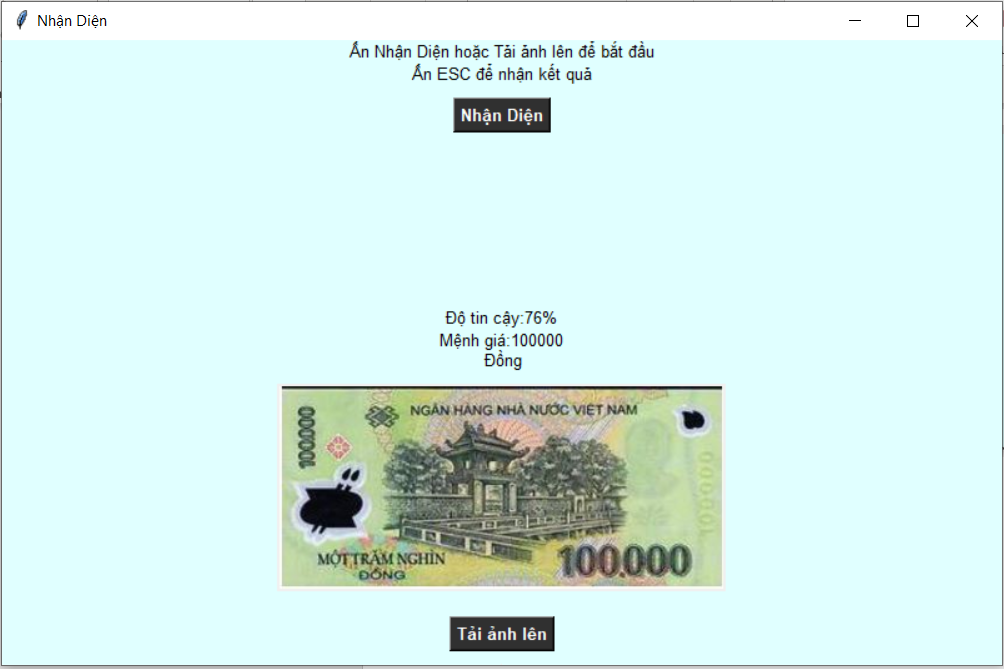 Nhận Diện
Ấn Nhận Diện hoặc Tải ảnh lên để bắt đầu
Ấn ESC để nhận kết quả
Nhận Diện
Độ tin cậy:76%
Mệnh giá:100000
Đồng
NGÂN HÀNG NHÀ NƯỚC VIỆT NAM
100.000
100000
MỘT TRĂM NGHÌN
ĐỒNG
100.000
Tải ảnh lên